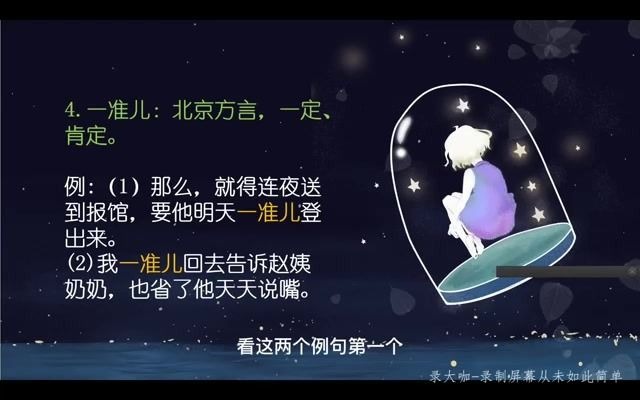 4.一准儿：北京方言，一定、
肯定。
例:（1）那么，就得连夜送
到报馆，要他明天一准儿登
出来。
(2)我一准儿回去告诉赵姨
奶奶，也省了他天天说嘴。
看这两个例句第一个
录大咖-录制屏幕从未如此简单